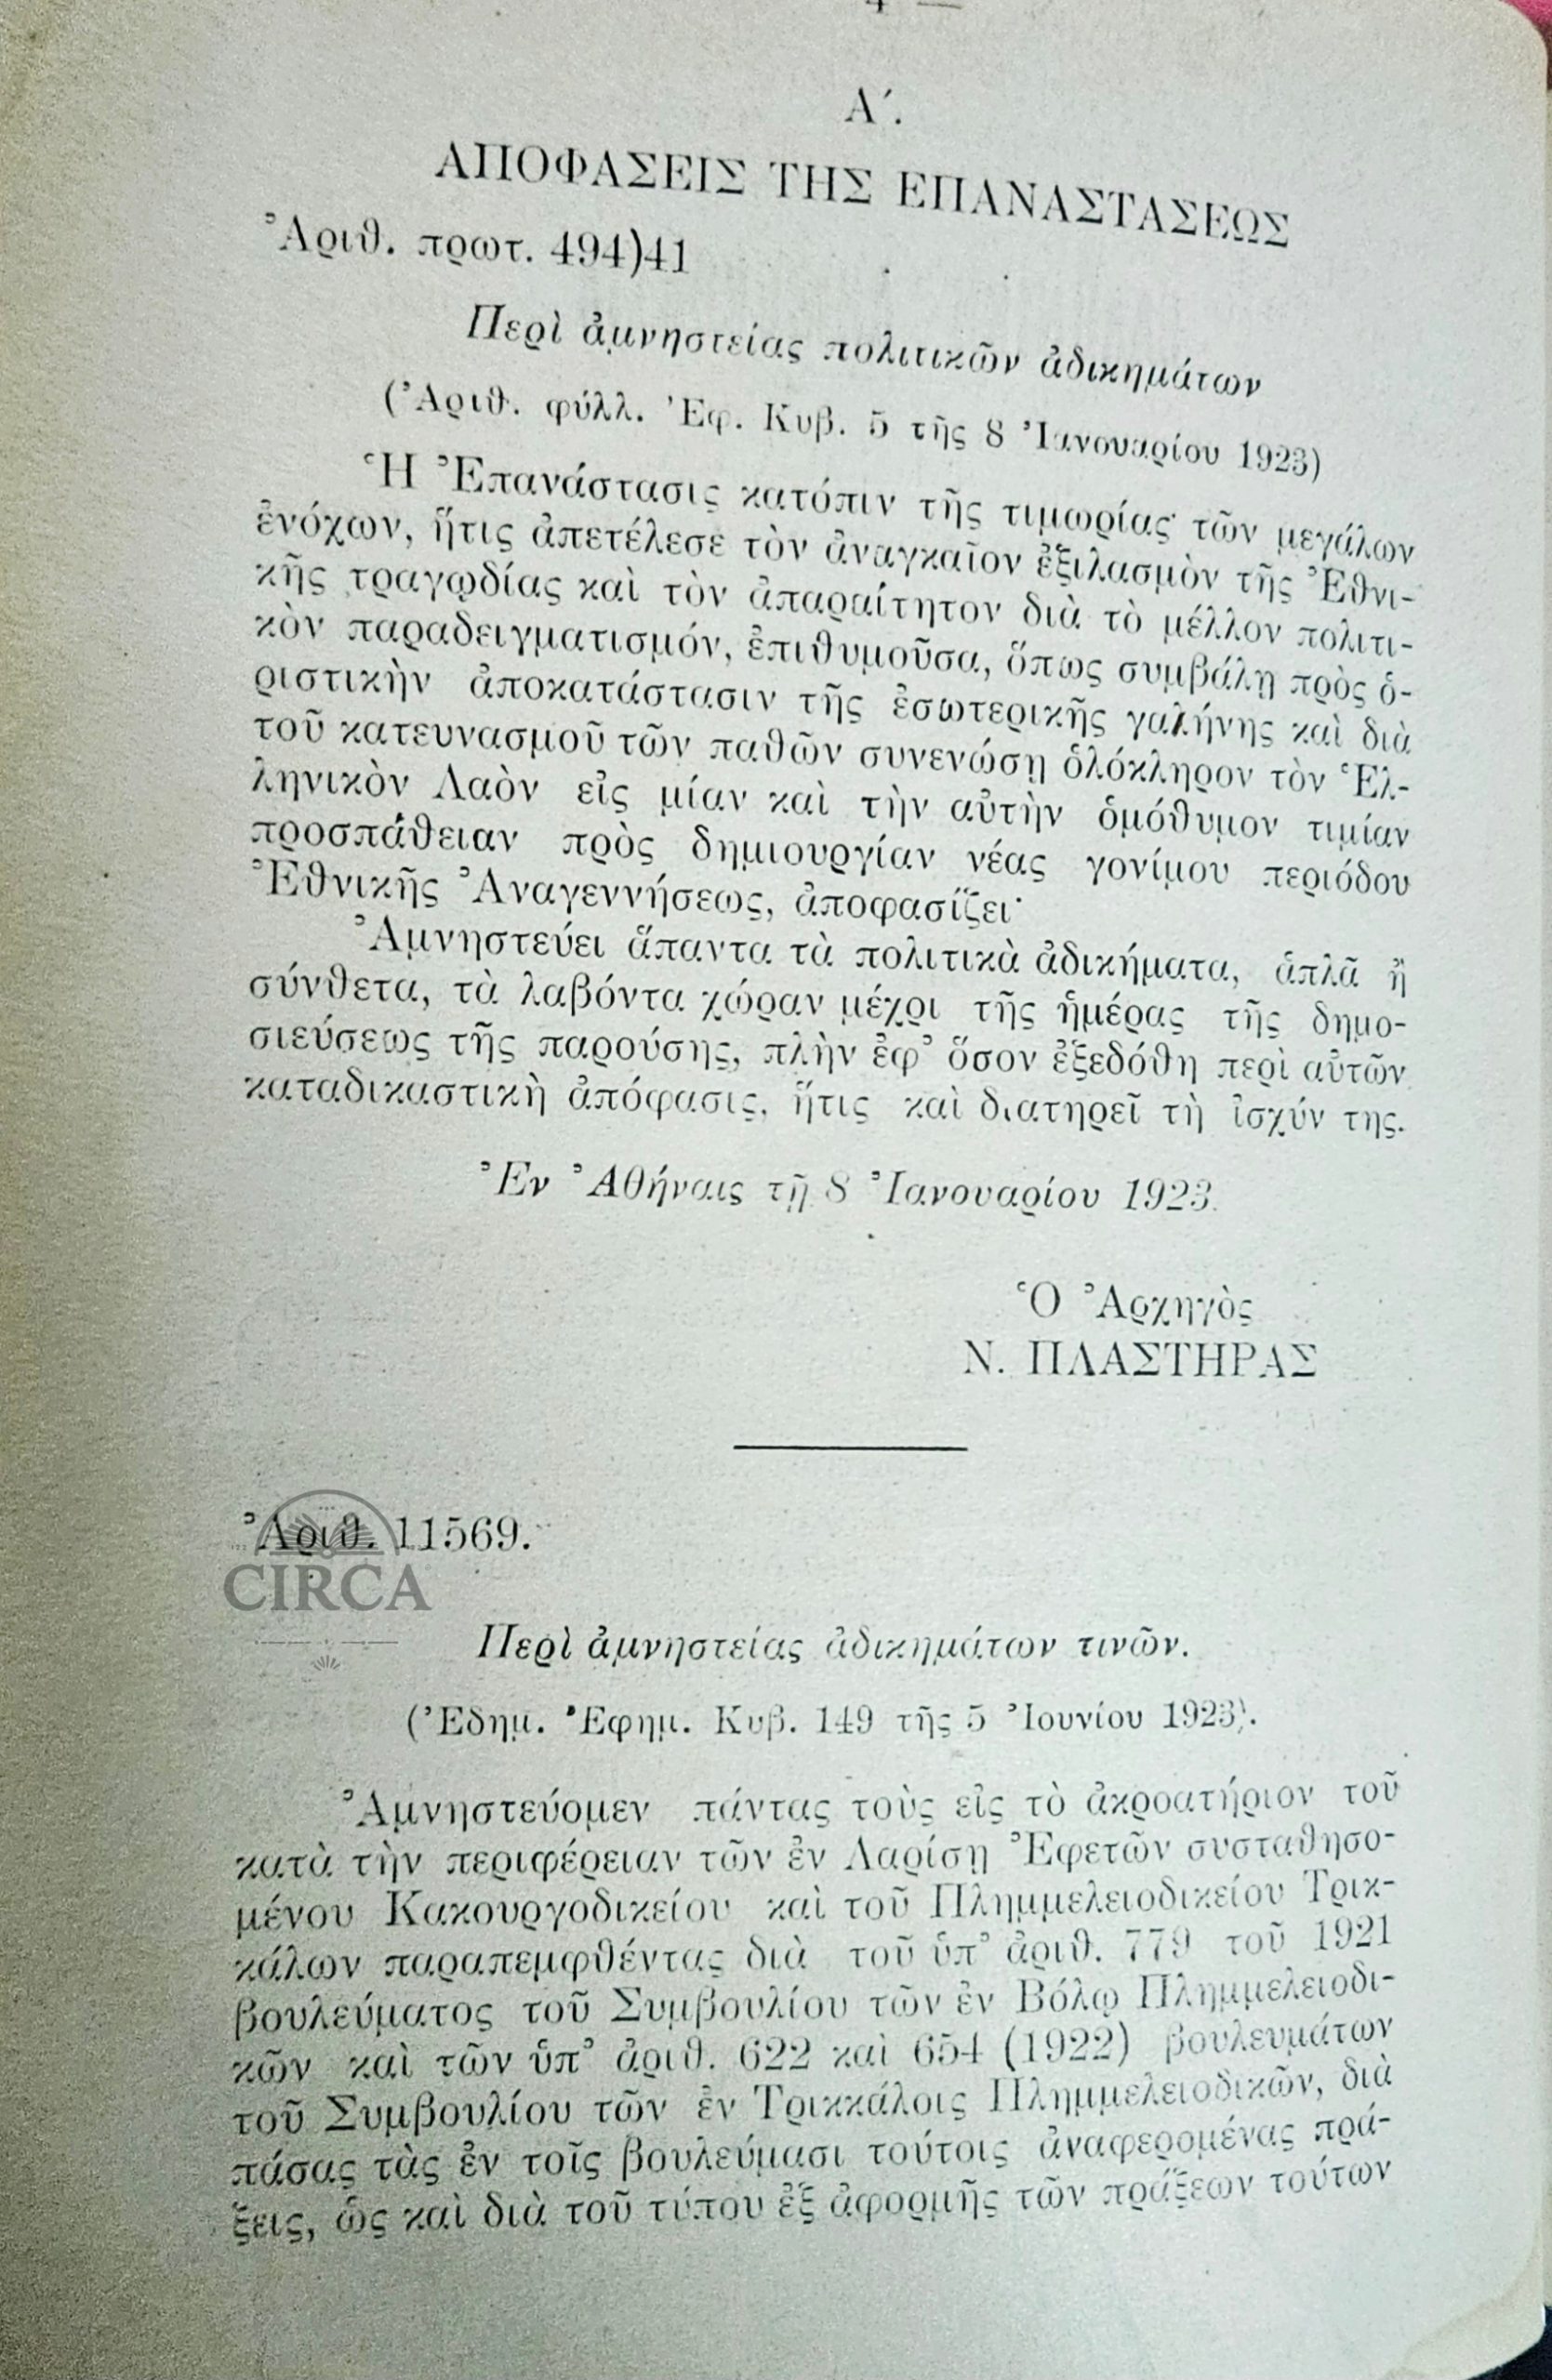 4 —
Α΄.
ΑΠΟΦΑΣΕΙΣ ΤΗΣ ΕΠΑΝΑΣΤΑΣΕΩΣ
Ἀριθ. πρωτ. 494)41
Περὶ ἀμνηστείας πολιτικῶν ἀδικημάτων
(Ἀριθ. φύλλ. Ἐφ. Κυβ. 5 τῆς 8 Ἰανουαρίου 1923)
Ἡ Ἐπανάστασις κατόπιν τῆς τιμωρίας τῶν μεγάλων
ἐνόχων, ἥτις ἀπετέλεσε τὸν ἀναγκαῖον ἐξιλασμὸν τῆς Ἐθνι-
κῆς τραγῳδίας καὶ τὸν ἀπαραίτητον διὰ τὸ μέλλον πολιτι-
κὸν παραδειγματισμόν, ἐπιθυμοῦσα, ὅπως συμβάλῃ πρὸς ὁ-
ριστικὴν ἀποκατάστασιν τῆς ἐσωτερικῆς γαλήνης καὶ διὰ
τοῦ κατευνασμοῦ τῶν παθῶν συνενώσῃ ὁλόκληρον τὸν Ἑλ-
ληνικὸν Λαὸν εἰς μίαν καὶ τὴν αὐτὴν ὁμόθυμον τιμίαν
προσπάθειαν πρὸς δημιουργίαν νέας γονίμου περιόδου
Ἐθνικῆς Ἀναγεννήσεως, ἀποφασίζει·
Ἀμνηστεύει ἅπαντα τὰ πολιτικὰ ἀδικήματα, ἁπλᾶ ἢ
σύνθετα, τὰ λαβόντα χώραν μέχρι τῆς ἡμέρας τῆς δημο-
σιεύσεως τῆς παρούσης, πλὴν ἐφ᾽ ὅσον ἐξεδόθη περὶ αὐτῶν
καταδικαστικὴ ἀπόφασις, ἥτις καὶ διατηρεῖ τὴ ἰσχύν της.
Ἐν Ἀθήναις τῇ 8 Ἰανουαρίου 1923.
Ὁ Ἀρχηγὸς
Ν. ΠΛΑΣΤΗΡΑΣ
Ἀριθ. 11569.
CIRCA
Περὶ ἀμνηστείας ἀδικημάτων τινῶν.
(Ἐδημ. Ἐφημ. Κυβ. 149 τῆς 5 Ἰουνίου 1923).
Ἀμνηστεύομεν πάντας τοὺς εἰς τὸ ἀκροατήριον τοῦ
κατὰ τὴν περιφέρειαν τῶν ἐν Λαρίσῃ Ἐφετῶν συσταθησο-
μένου Κακουργοδικείου καὶ τοῦ Πλημμελειοδικείου Τρικ-
κάλων παραπεμφθέντας διὰ τοῦ ὑπ᾽ ἀριθ. 779 τοῦ 1921
βουλεύματος τοῦ Συμβουλίου τῶν ἐν Βόλῳ Πλημμελειοδι-
κῶν καὶ τῶν ὑπ᾽ ἀριθ. 622 καὶ 654 (1922) βουλευμάτων
τοῦ Συμβουλίου τῶν ἐν Τρικκάλοις Πλημμελειοδικῶν, διὰ
πάσας τὰς ἐν τοῖς βουλεύμασι τούτοις ἀναφερομένας πρά-
ξεις, ὡς καὶ διὰ τοῦ τύπου ἐξ ἀφορμῆς τῶν πράξεων τούτων